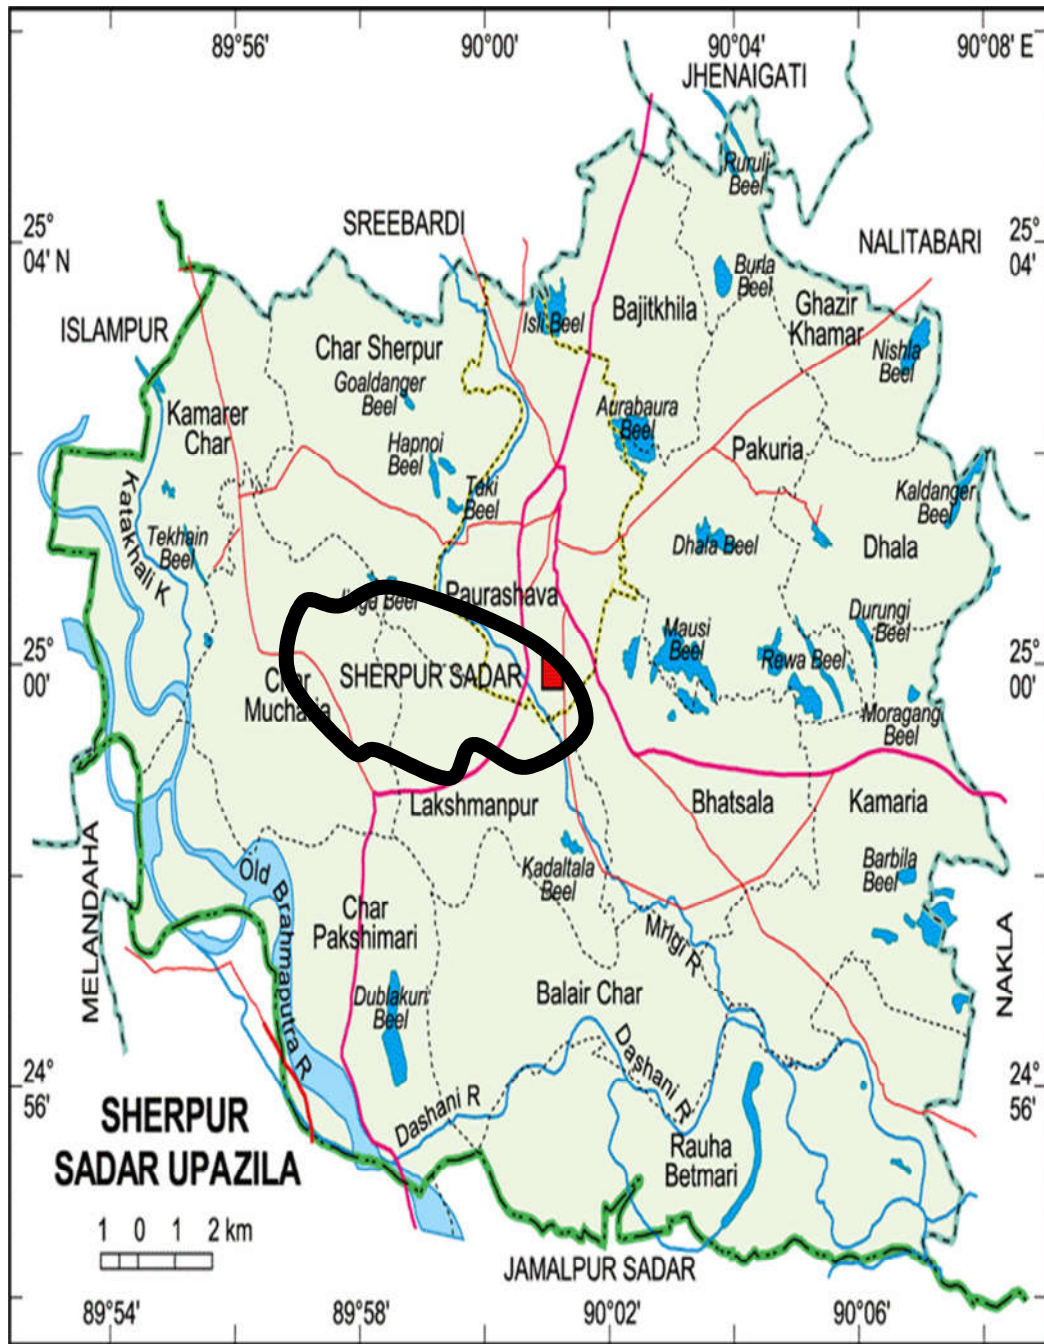 89°56'
90°00'
90°04'
90°08' E
JHENAIGATI
Rurulj
Beel
SREEBARDI
25°
04' N
NALITABARI
25°
04'
Burla
Beel
Bajitkhila
Ghazir
Khamar
Isli Beel
ISLAMPUR
Char Sherpur
Nishla
Beel
Goaldanger
Beel
Kamarer
Char
Aurabaura
Beel
Hapnoi
Beel
Pakuria
Taki
Beel
Kaldanger
Beel
Katakhali K
Tekhain
Beel
Dhala Beel
Dhala
Beel
Paurashava
Durungi
Beel
Mausi
Beel
Rewa Beel
25°
00'
SHERPUR SADAR
25°
00'
Char
Mucharia
Moragang
Beel
Lakshmanpur
Bhatsala
Kamaria
MELANDAHA
Old Brahmaputra R
Kadaltala
Beel
Barbila
Beel
Char
Pakshimari
Mrigi R
NAKLA
Dublakuri
Beel
Balair Char
Dashani R
Dashani R
24°
56'
24°
56'
SHERPUR
SADAR UPAZILA
Rauha
Betmari
1 0 1 2 km
JAMALPUR SADAR
89°54'
89°58'
90°02'
90°06'